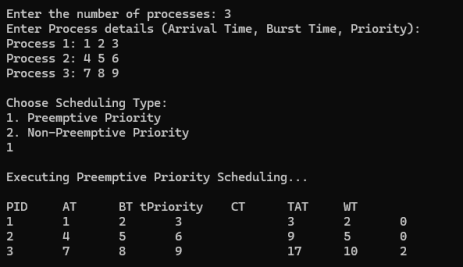 Enter the number of processes: 3
Enter Process details (Arrival Time, Burst Time, Priority):
Process 1: 1 2 3
Process 2: 4 5 6
Process 3: 7 8 9
Choose Scheduling Type:
1. Preemptive Priority
2. Non-Preemptive Priority
1
Executing Preemptive Priority Scheduling...
PID AT BT tPriority CT TAT WT
1 1 2 3 3 2 0
2 4 5 6 9 5 0
3 7 8 9 17 10 2